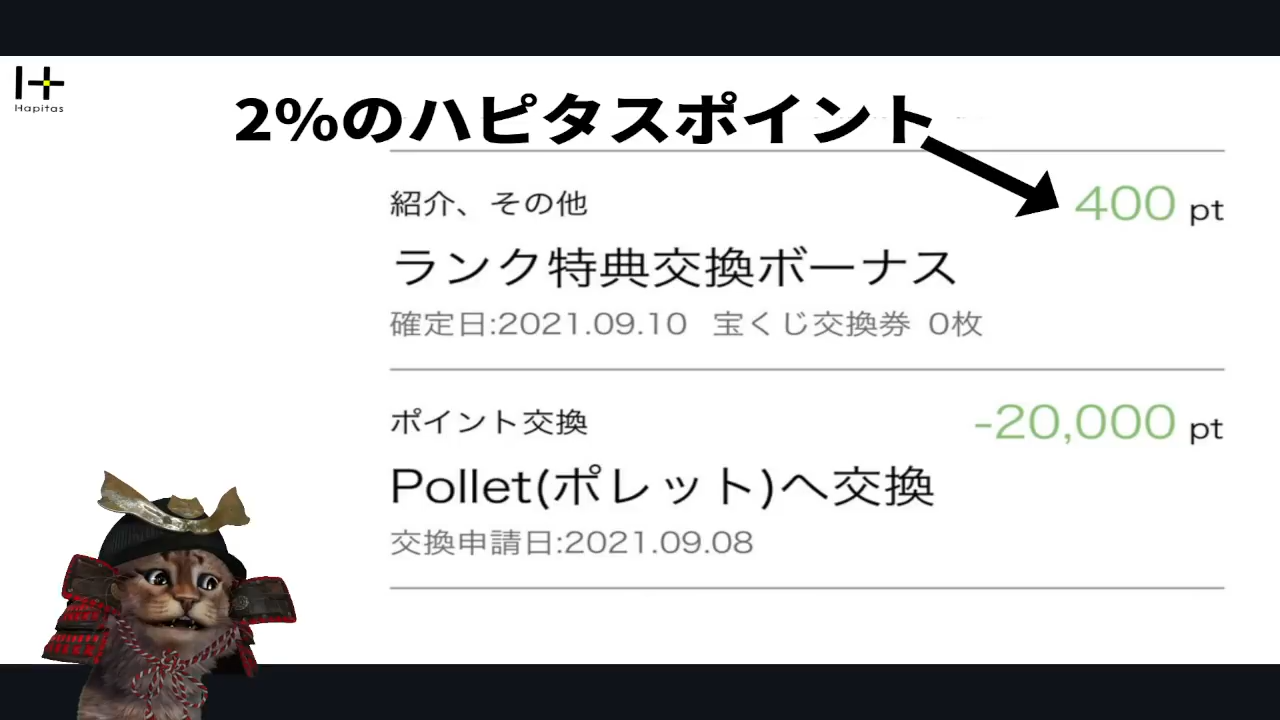 Hapitas
2%のハピタスポイント
紹介、その他
400 pt
ランク特典交換ボーナス
確定日:2021.09.10 宝くじ交換券 0枚
ポイント交換
-20,000 pt
Pollet(ポレット)へ交換
交換申請日:2021.09.08